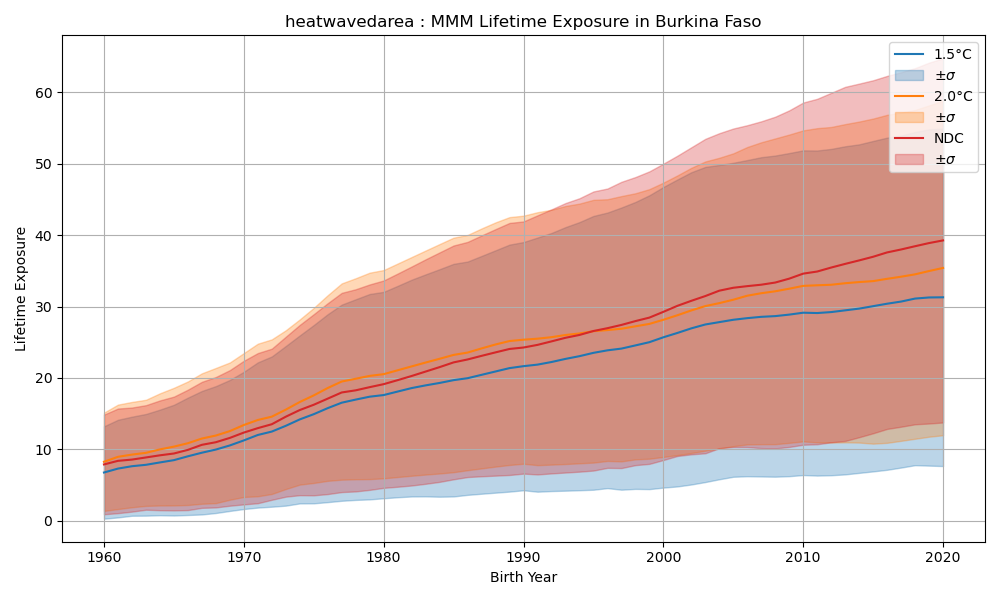 heatwavedarea : MMM Lifetime Exposure in Burkina Faso
1.5°C
±σ
2.0°C
±σ
NDC
±σ
60
50
40
30
20
10
0
Lifetime Exposure
1960 1970 1980 1990 2000 2010 2020
Birth Year